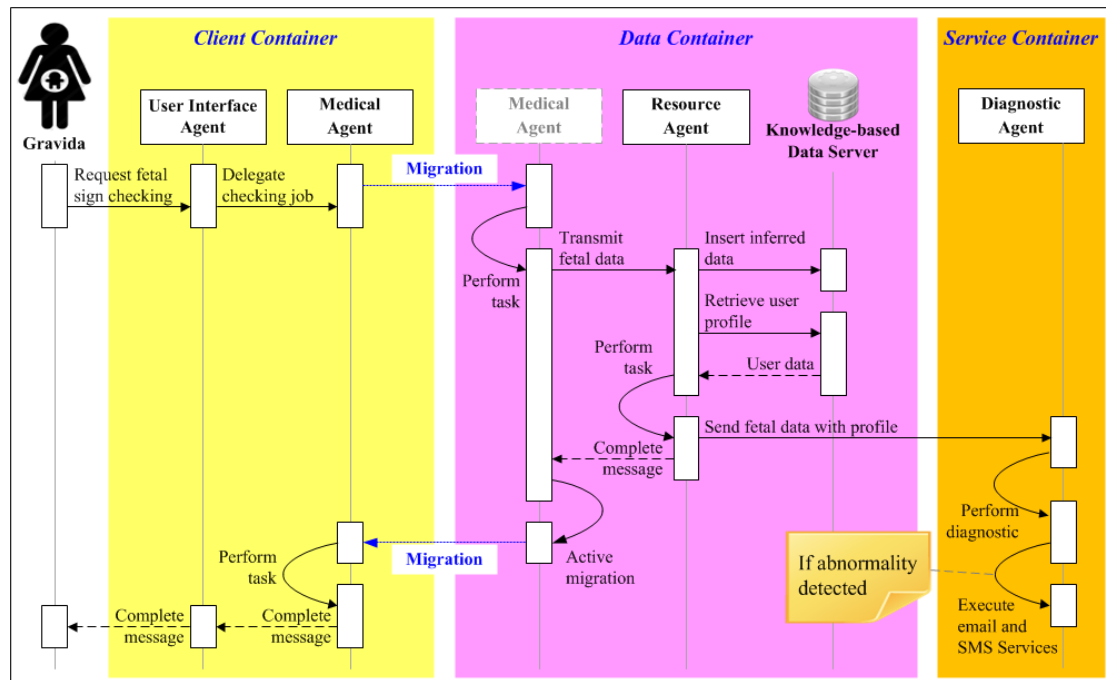 Client Container
Data Container
Service Container
Gravida
User Interface
Agent
Medical
Agent
Medical
Agent
Resource
Agent
Knowledge-based
Data Server
Diagnostic
Agent
Request fetal
sign checking
Delegate
checking job
Migration
Perform
task
Transmit
fetal data
Insert inferred
data
Retrieve user
profile
Perform
task
User data
Send fetal data with profile
Complete
message
Perform
diagnostic
Active
migration
Migration
Perform
task
If abnormality
detected
Execute
email and
SMS Services
Complete
message
Complete
message